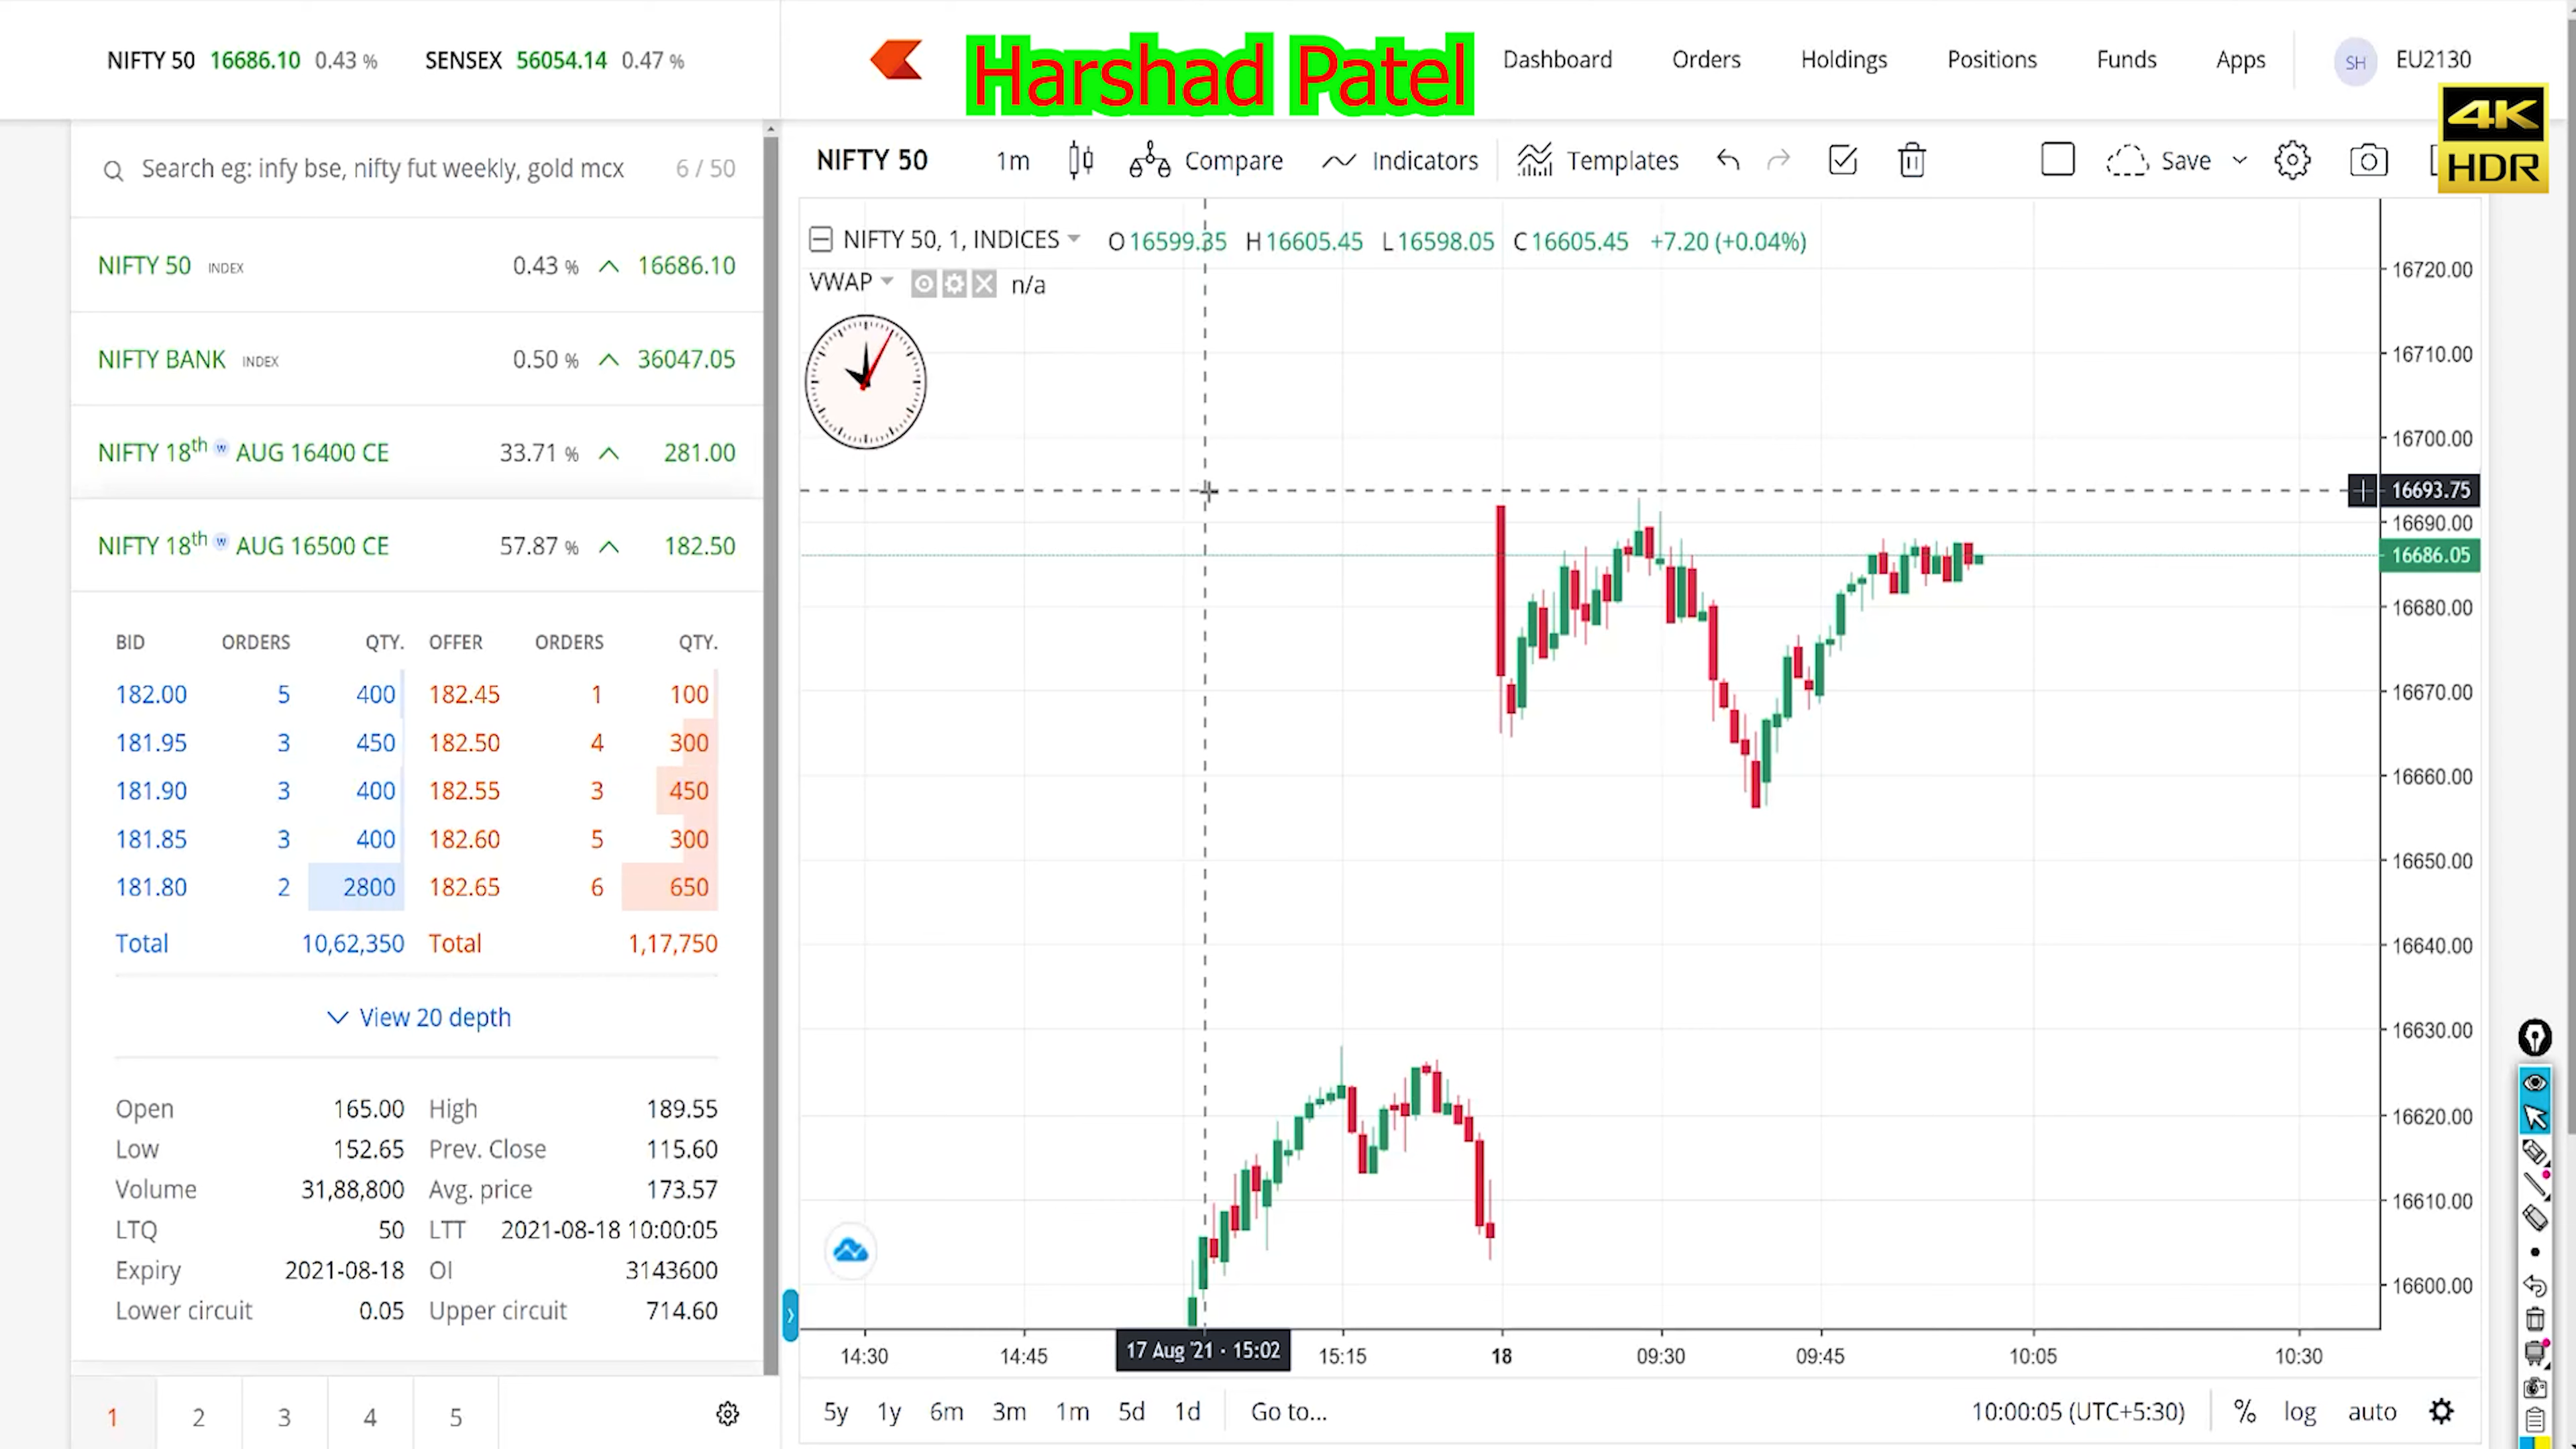 NIFTY 50 16686.10 0.43 % SENSEX 56054.14 0.47 %
Harshad Patel
Dashboard Orders Holdings Positions Funds Apps SH EU2130
4K
HDR
Search eg: infy bse, nifty fut weekly, gold mcx 6 / 50
NIFTY 50 INDEX 0.43 % 16686.10
NIFTY BANK INDEX 0.50 % 36047.05
NIFTY 18th w AUG 16400 CE 33.71 % 281.00
NIFTY 18th w AUG 16500 CE 57.87 % 182.50
BID ORDERS QTY. OFFER ORDERS QTY.
182.00 5 400 182.45 1 100
181.95 3 450 182.50 4 300
181.90 3 400 182.55 3 450
181.85 3 400 182.60 5 300
181.80 2 2800 182.65 6 650
Total 10,62,350 Total 1,17,750
View 20 depth
Open 165.00 High 189.55
Low 152.65 Prev. Close 115.60
Volume 31,88,800 Avg. price 173.57
LTQ 50 LTT 2021-08-18 10:00:05
Expiry 2021-08-18 OI 3143600
Lower circuit 0.05 Upper circuit 714.60
1 2 3 4 5
NIFTY 50 1m Compare Indicators Templates Save
NIFTY 50, 1, INDICES O 16599.35 H 16605.45 L 16598.05 C 16605.45 +7.20 (+0.04%)
VWAP n/a
16720.00
16710.00
16700.00
16693.75
16690.00
16686.05
16680.00
16670.00
16660.00
16650.00
16640.00
16630.00
16620.00
16610.00
16600.00
14:30 14:45 17 Aug '21 · 15:02 15:15 18 09:30 09:45 10:05 10:30
5y 1y 6m 3m 1m 5d 1d Go to... 10:00:05 (UTC+5:30) % log auto